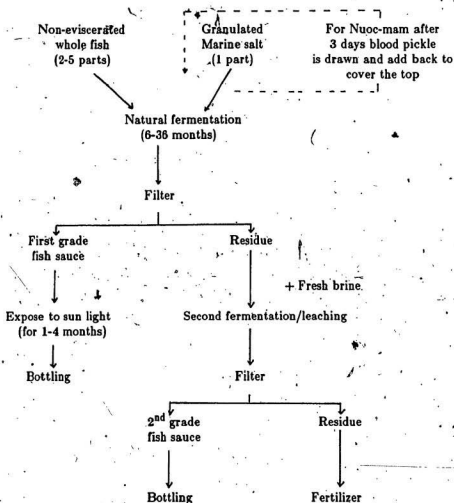 Non-eviscerated
whole fish
(2-5 parts)
Granulated
Marine salt
(1 part)
For Nuoc-mam after
3 days blood pickle
is drawn and add back to
cover the top
Natural fermentation
(6-36 months)
Filter
First grade
fish sauce
Residue
+ Fresh brine
Expose to sun light
(for 1-4 months)
Second fermentation/leaching
Bottling
Filter
2nd grade
fish sauce
Residue
Bottling
Fertilizer